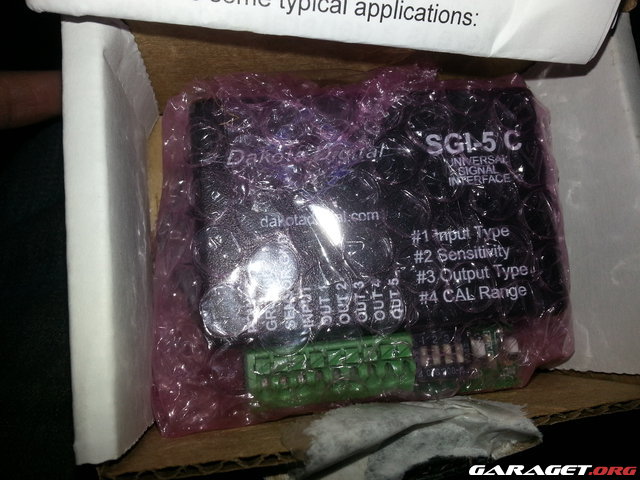 some typical applications:
Dakota Digital
SGI-5 C
UNIVERSAL
SIGNAL
INTERFACE
dakotadigital.com
#1 Input Type
#2 Sensitivity
#3 Output Type
#4 CAL Range
INPUT
OUT 1
OUT 2
OUT 3
OUT 4
OUT 5
GARAGET.ORG